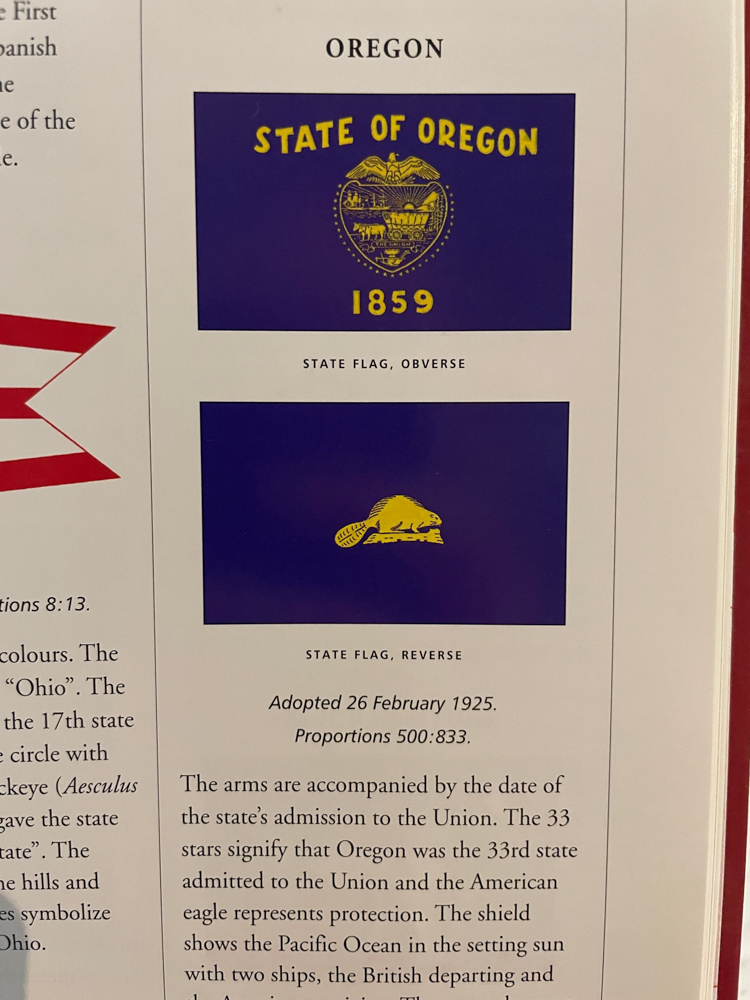 e First
panish
ne
e of the
e.
tions 8:13.
colours. The
"Ohio". The
the 17th state
e circle with
ckeye (Aesculus
gave the state
tate". The
ne hills and
es symbolize
Ohio.
OREGON
STATE OF OREGON
THE UNION
1859
STATE FLAG, OBVERSE
STATE FLAG, REVERSE
Adopted 26 February 1925.
Proportions 500:833.
The arms are accompanied by the date of
the state's admission to the Union. The 33
stars signify that Oregon was the 33rd state
admitted to the Union and the American
eagle represents protection. The shield
shows the Pacific Ocean in the setting sun
with two ships, the British departing and